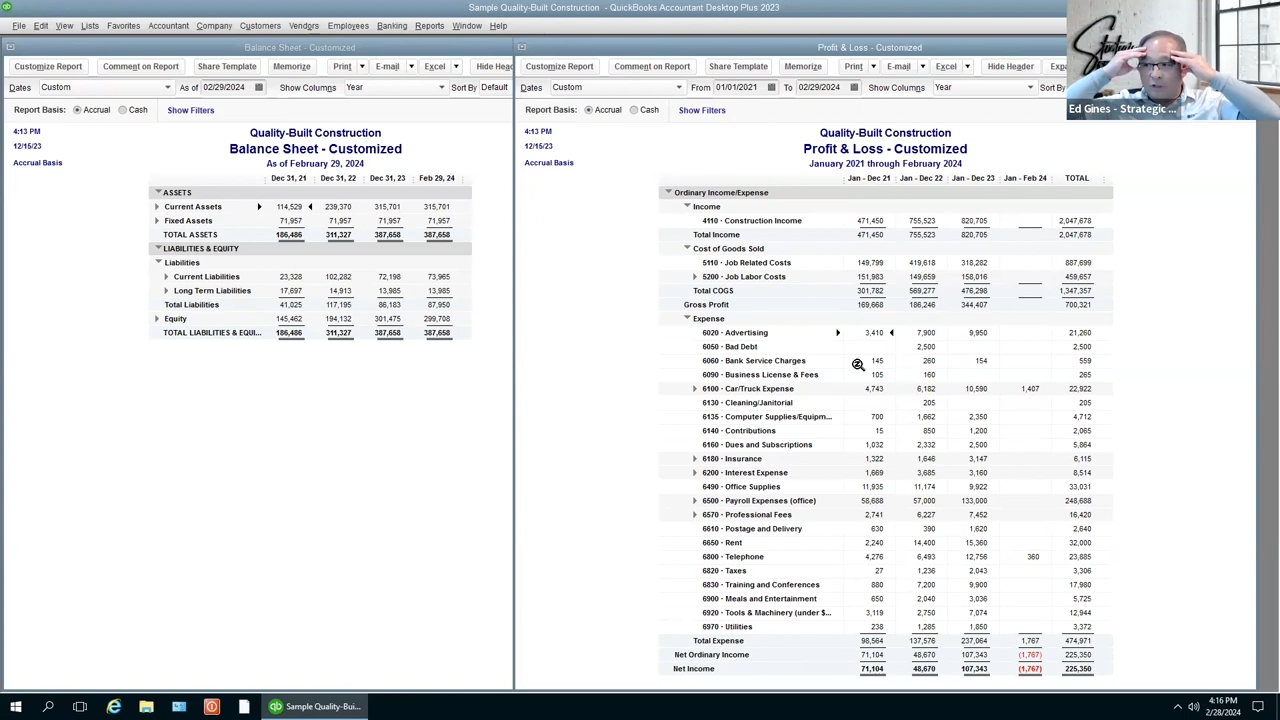 Sample Quality-Built Construction - QuickBooks Accountant Desktop Plus 2023
File Edit View Lists Favorites Accountant Company Customers Vendors Employees Banking Reports Window Help
Balance Sheet - Customized
Customize Report Comment on Report Share Template Memorize Print E-mail Excel Hide Head
Dates Custom As of 02/29/2024 Show Columns Year Sort By Default
Report Basis: Accrual Cash Show Filters
4:13 PM
12/15/23
Accrual Basis
Quality-Built Construction
Balance Sheet - Customized
As of February 29, 2024
Dec 31, 21 Dec 31, 22 Dec 31, 23 Feb 29, 24
ASSETS
Current Assets 114,529 239,370 315,701 315,701
Fixed Assets 71,957 71,957 71,957 71,957
TOTAL ASSETS 186,486 311,327 387,658 387,658
LIABILITIES & EQUITY
Liabilities
Current Liabilities 23,328 102,282 72,198 73,965
Long Term Liabilities 17,697 14,913 13,985 13,985
Total Liabilities 41,025 117,195 86,183 87,950
Equity 145,462 194,132 301,475 299,708
TOTAL LIABILITIES & EQUI... 186,486 311,327 387,658 387,658
Profit & Loss - Customized
Customize Report Comment on Report Share Template Memorize Print E-mail Excel Hide Header Exp
Dates Custom From 01/01/2021 To 02/29/2024 Show Columns Year Sort By
Report Basis: Accrual Cash Show Filters
4:13 PM
12/15/23
Accrual Basis
Quality-Built Construction
Profit & Loss - Customized
January 2021 through February 2024
Jan - Dec 21 Jan - Dec 22 Jan - Dec 23 Jan - Feb 24 TOTAL
Ordinary Income/Expense
Income
4110 · Construction Income 471,450 755,523 820,705 2,047,678
Total Income 471,450 755,523 820,705 2,047,678
Cost of Goods Sold
5110 · Job Related Costs 149,799 419,618 318,282 887,699
5200 · Job Labor Costs 151,983 149,659 158,016 459,657
Total COGS 301,782 569,277 476,298 1,347,357
Gross Profit 169,668 186,246 344,407 700,321
Expense
6020 · Advertising 3,410 7,900 9,950 21,260
6050 · Bad Debt 2,500 2,500
6060 · Bank Service Charges 145 260 154 559
6090 · Business License & Fees 105 160 265
6100 · Car/Truck Expense 4,743 6,182 10,590 1,407 22,922
6130 · Cleaning/Janitorial 205 205
6135 · Computer Supplies/Equipm... 700 1,662 2,350 4,712
6140 · Contributions 15 850 1,200 2,065
6160 · Dues and Subscriptions 1,032 2,332 2,500 5,864
6180 · Insurance 1,322 1,646 3,147 6,115
6200 · Interest Expense 1,669 3,685 3,160 8,514
6490 · Office Supplies 11,935 11,174 9,922 33,031
6500 · Payroll Expenses (office) 58,688 57,000 133,000 248,688
6570 · Professional Fees 2,741 6,227 7,452 16,420
6610 · Postage and Delivery 630 390 1,620 2,640
6650 · Rent 2,240 14,400 15,360 32,000
6800 · Telephone 4,276 6,493 12,756 360 23,885
6820 · Taxes 27 1,236 2,043 3,306
6830 · Training and Conferences 880 7,200 9,900 17,980
6900 · Meals and Entertainment 650 2,040 3,036 5,725
6920 · Tools & Machinery (under $... 3,119 2,750 7,074 12,944
6970 · Utilities 238 1,285 1,850 3,372
Total Expense 98,564 137,576 237,064 1,767 474,971
Net Ordinary Income 71,104 48,670 107,343 (1,767) 225,350
Net Income 71,104 48,670 107,343 (1,767) 225,350
Ed Gines - Strategic ...
Sample Quality-Bui...
4:16 PM
2/28/2024